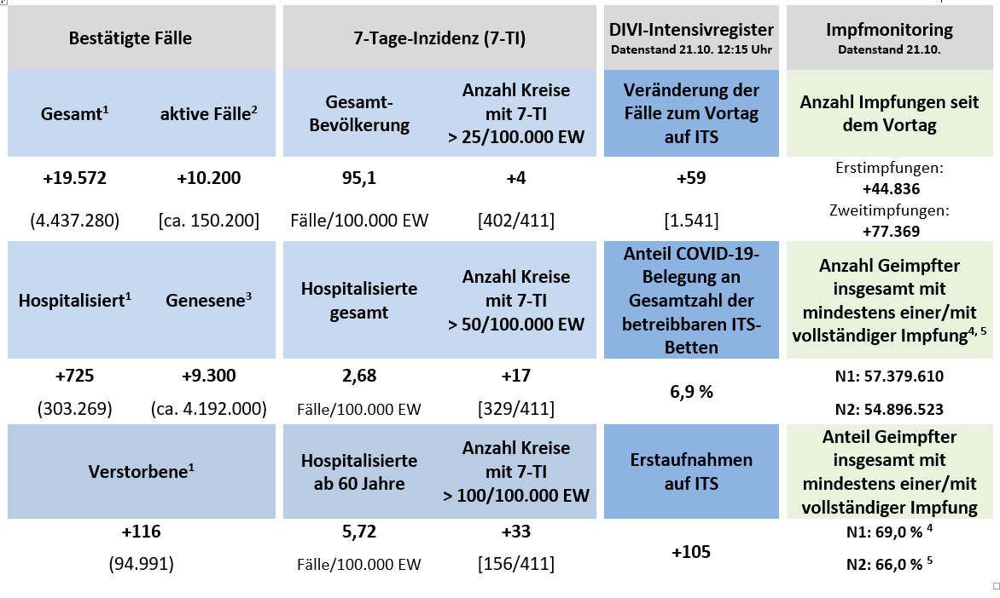 Bestätigte Fälle
7-Tage-Inzidenz (7-TI)
DIVI-Intensivregister
Datenstand 21.10. 12:15 Uhr
Impfmonitoring
Datenstand 21.10.
Gesamt¹
aktive Fälle²
Gesamt-
Bevölkerung
Anzahl Kreise
mit 7-TI
> 25/100.000 EW
Veränderung der
Fälle zum Vortag
auf ITS
Anzahl Impfungen seit
dem Vortag
+19.572
+10.200
95,1
+4
+59
Erstimpfungen:
+44.836
(4.437.280)
[ca. 150.200]
Fälle/100.000 EW
[402/411]
[1.541]
Zweitimpfungen:
+77.369
Hospitalisiert¹
Genesene³
Hospitalisierte
gesamt
Anzahl Kreise
mit 7-TI
> 50/100.000 EW
Anteil COVID-19-
Belegung an
Gesamtzahl der
betreibbaren ITS-
Betten
Anzahl Geimpfter
insgesamt mit
mindestens einer/mit
vollständiger Impfung⁴, ⁵
+725
+9.300
2,68
+17
6,9 %
N1: 57.379.610
(303.269)
(ca. 4.192.000)
Fälle/100.000 EW
[329/411]
N2: 54.896.523
Verstorbene¹
Hospitalisierte
ab 60 Jahre
Anzahl Kreise
mit 7-TI
> 100/100.000 EW
Erstaufnahmen
auf ITS
Anteil Geimpfter
insgesamt mit
mindestens einer/mit
vollständiger Impfung
+116
5,72
+33
+105
N1: 69,0 % ⁴
(94.991)
Fälle/100.000 EW
[156/411]
N2: 66,0 % ⁵